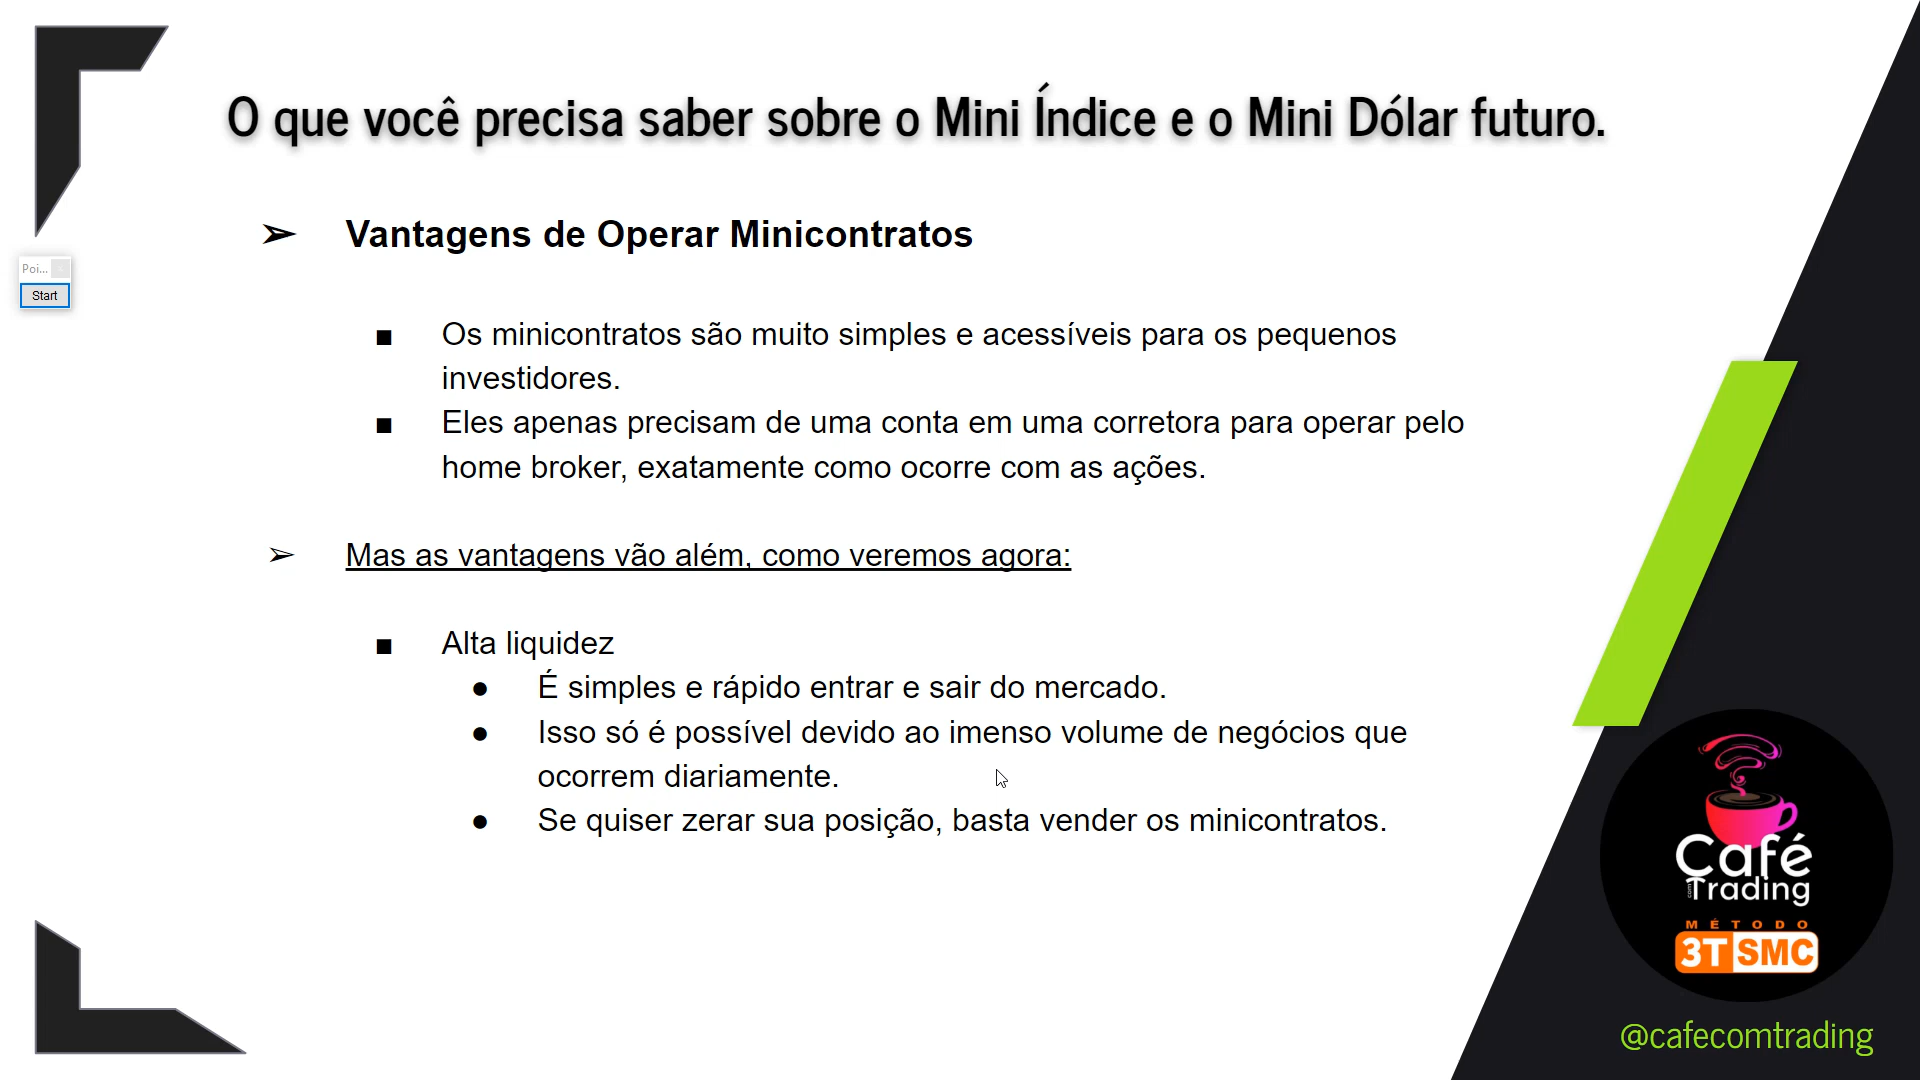 O que você precisa saber sobre o Mini Índice e o Mini Dólar futuro.
➢ Vantagens de Operar Minicontratos
Poi...
Start
■ Os minicontratos são muito simples e acessíveis para os pequenos
investidores.
■ Eles apenas precisam de uma conta em uma corretora para operar pelo
home broker, exatamente como ocorre com as ações.
➢ Mas as vantagens vão além, como veremos agora:
■ Alta liquidez
● É simples e rápido entrar e sair do mercado.
● Isso só é possível devido ao imenso volume de negócios que
ocorrem diariamente.
● Se quiser zerar sua posição, basta vender os minicontratos.
Café
com Trading
MÉTODO
3T SMC
@cafecomtrading